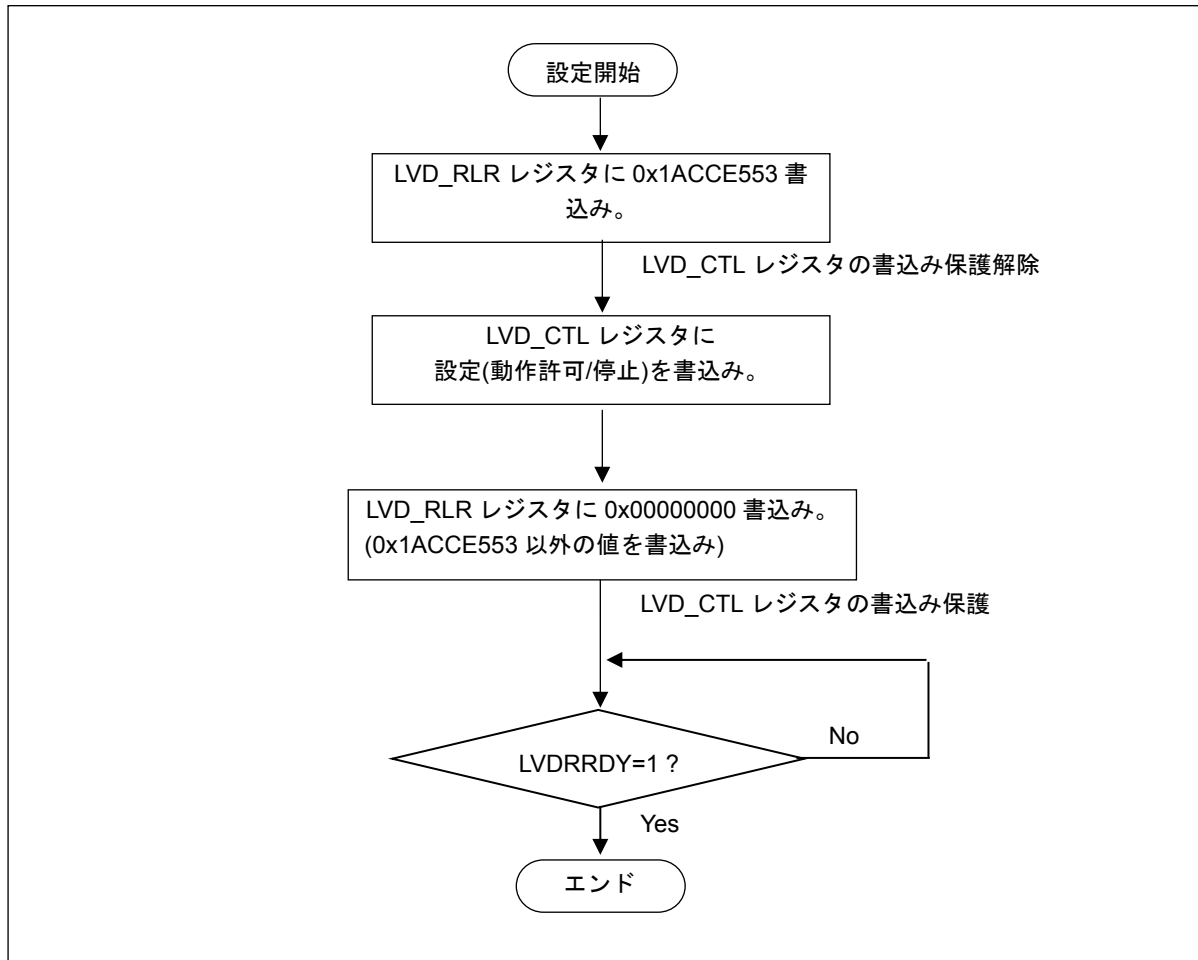 設定開始
LVD_RLR レジスタに 0x1ACCE553 書
込み。
LVD_CTL レジスタの書込み保護解除
LVD_CTL レジスタに
設定(動作許可/停止)を書込み。
LVD_RLR レジスタに 0x00000000 書込み。
(0x1ACCE553 以外の値を書込み)
LVD_CTL レジスタの書込み保護
No
LVDRRDY=1 ?
Yes
エンド